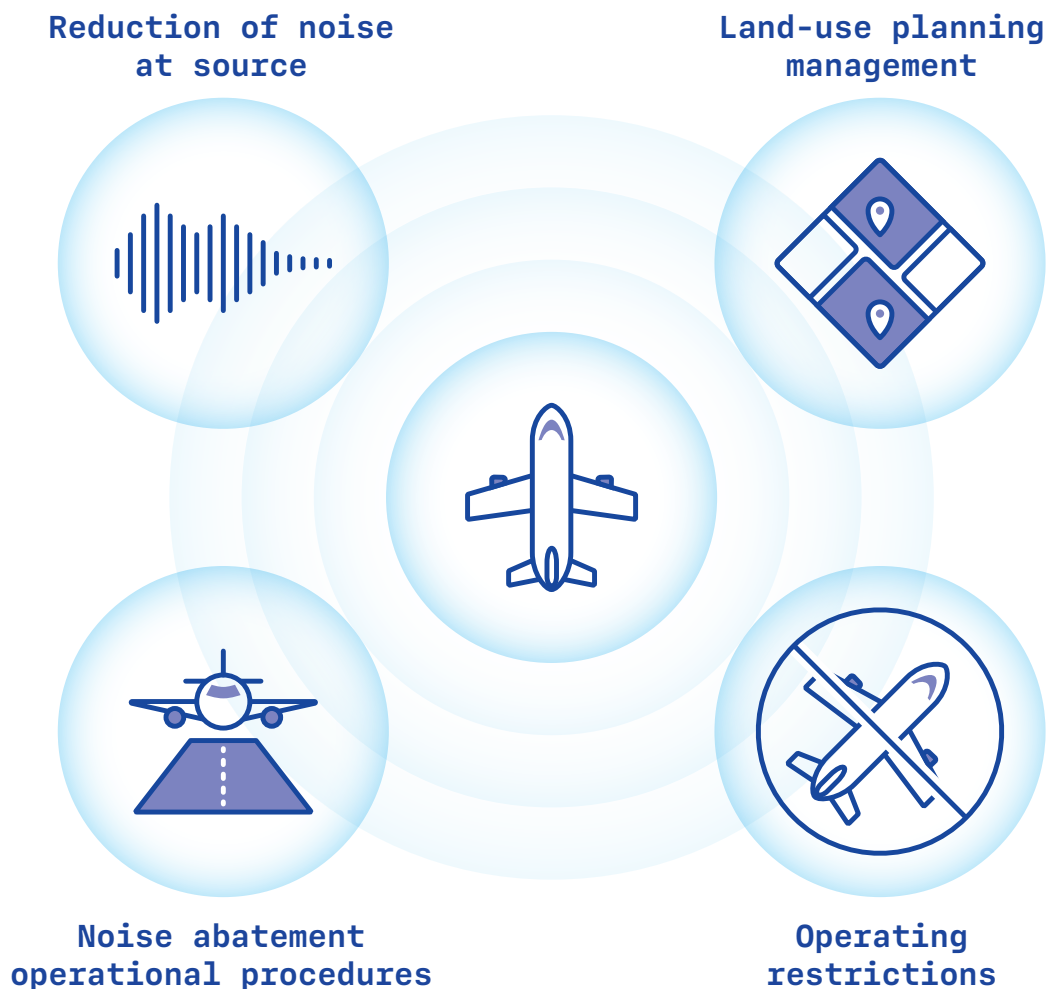 Reduction of noise
at source
Land-use planning
management
Noise abatement
operational procedures
Operating
restrictions